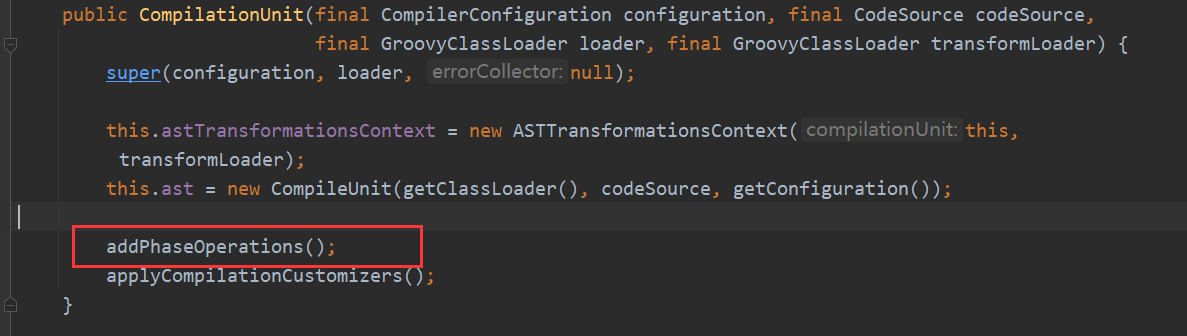 public CompilationUnit(final CompilerConfiguration configuration, final CodeSource codeSource,
final GroovyClassLoader loader, final GroovyClassLoader transformLoader) {
super(configuration, loader, errorCollector: null);
this.astTransformationsContext = new ASTTransformationsContext( compilationUnit: this,
transformLoader);
this.ast = new CompileUnit(getClassLoader(), codeSource, getConfiguration());
addPhaseOperations();
applyCompilationCustomizers();
}